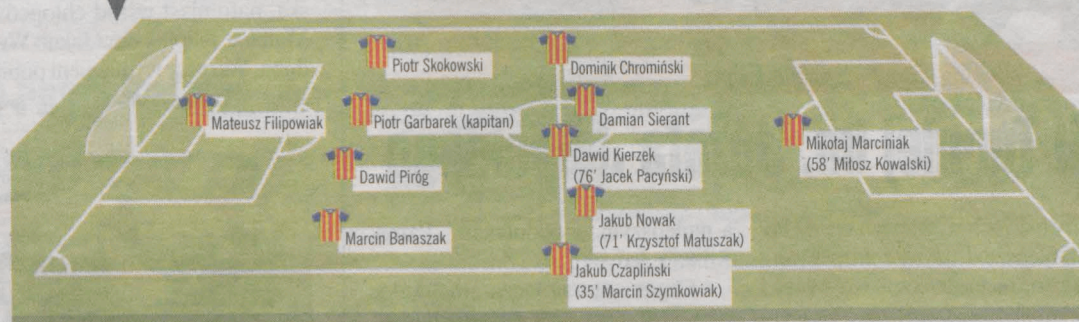 Piotr Skokowski
Dominik Chromiński
Mateusz Filipowiak
Piotr Garbarek (kapitan)
Damian Sierant
Mikołaj Marciniak
(58' Miłosz Kowalski)
Dawid Kierzek
(76' Jacek Pacyński)
Dawid Piróg
Jakub Nowak
(71' Krzysztof Matuszak)
Marcin Banaszak
Jakub Czapliński
(35' Marcin Szymkowiak)